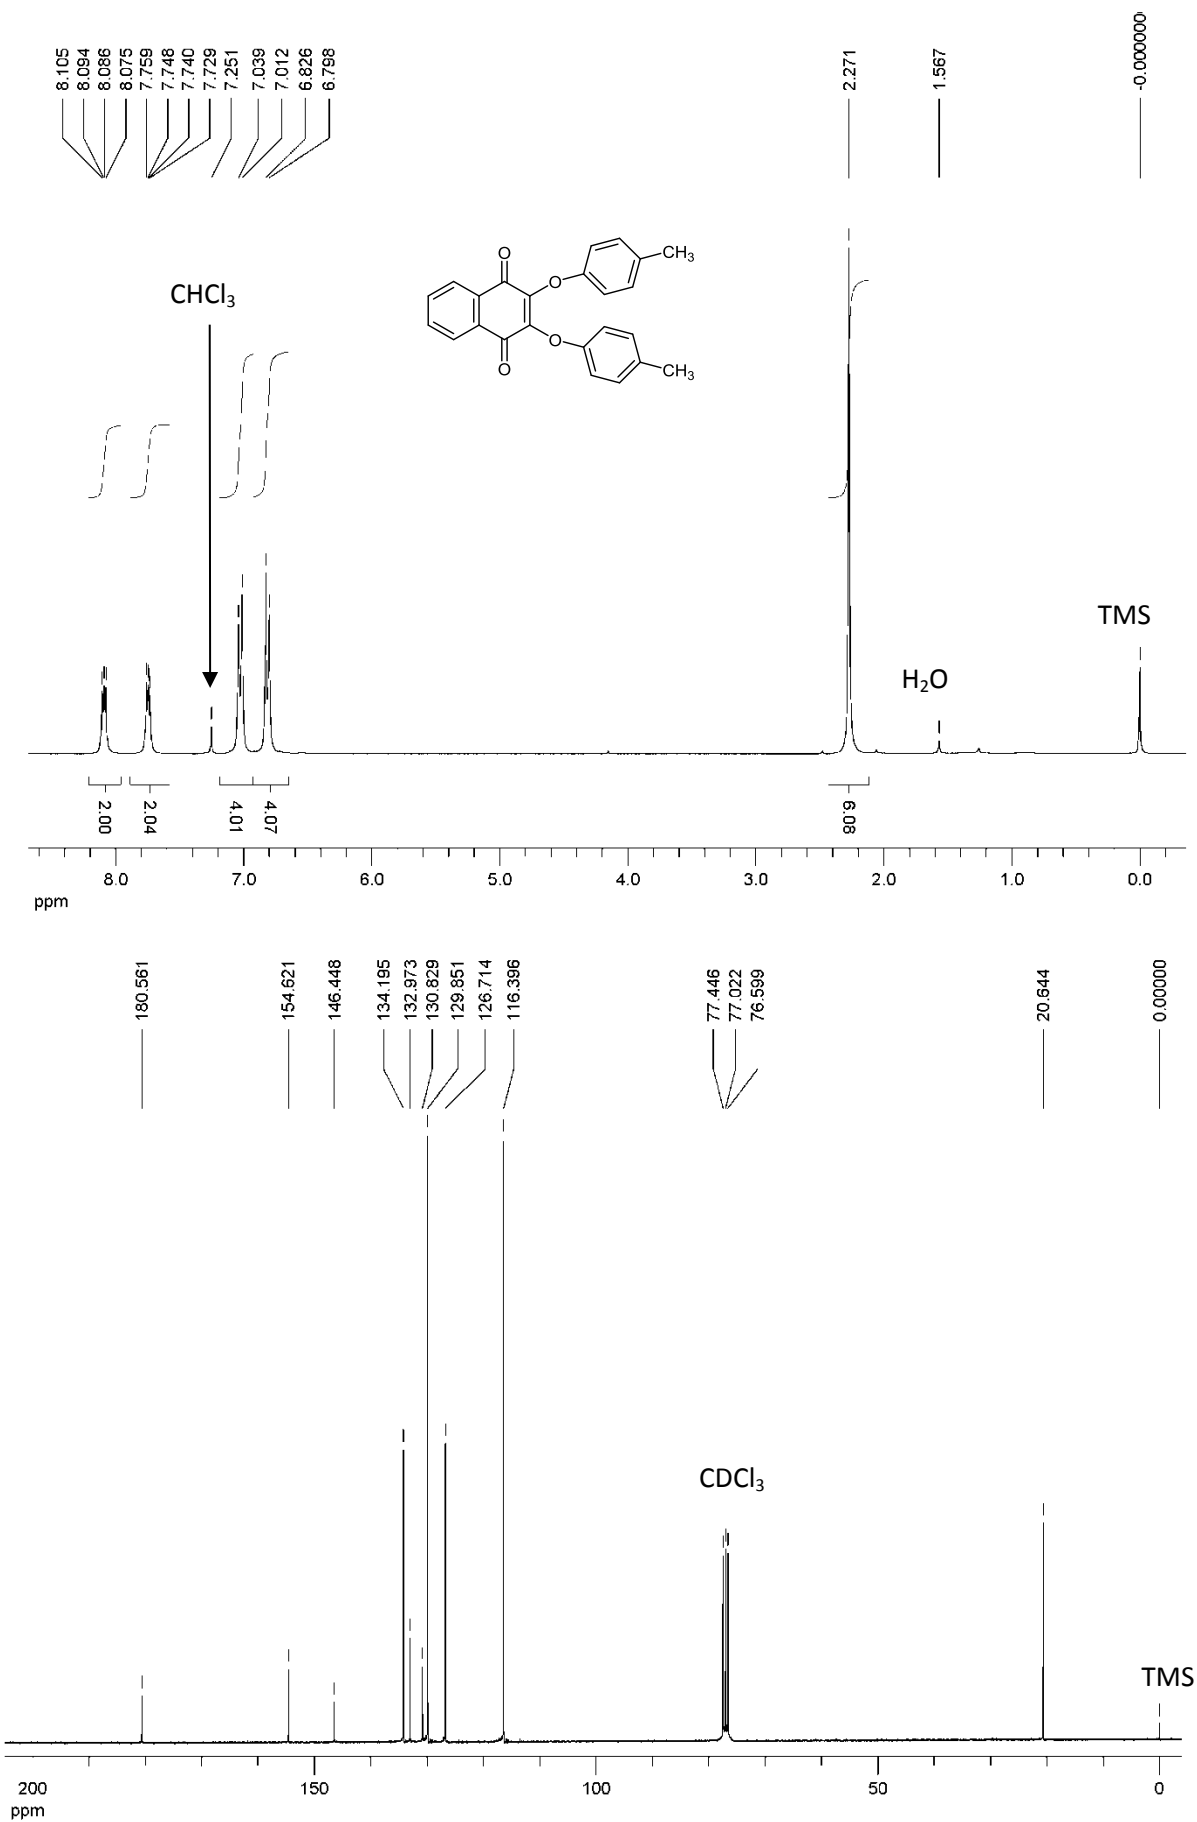 8.105
8.094
8.086
8.075
7.759
7.748
7.740
7.729
7.251
7.039
7.012
6.826
6.798
2.271
1.567
-0.000000
O
O
CH3
CHCl3
O
CH3
O
TMS
H2O
2.00
2.04
4.01
4.07
6.08
8.0 7.0 6.0 5.0 4.0 3.0 2.0 1.0 0.0
ppm
180.561
154.621
146.448
134.195
132.973
130.829
129.851
126.714
116.396
77.446
77.022
76.599
20.644
0.00000
CDCl3
TMS
200 150 100 50 0
ppm